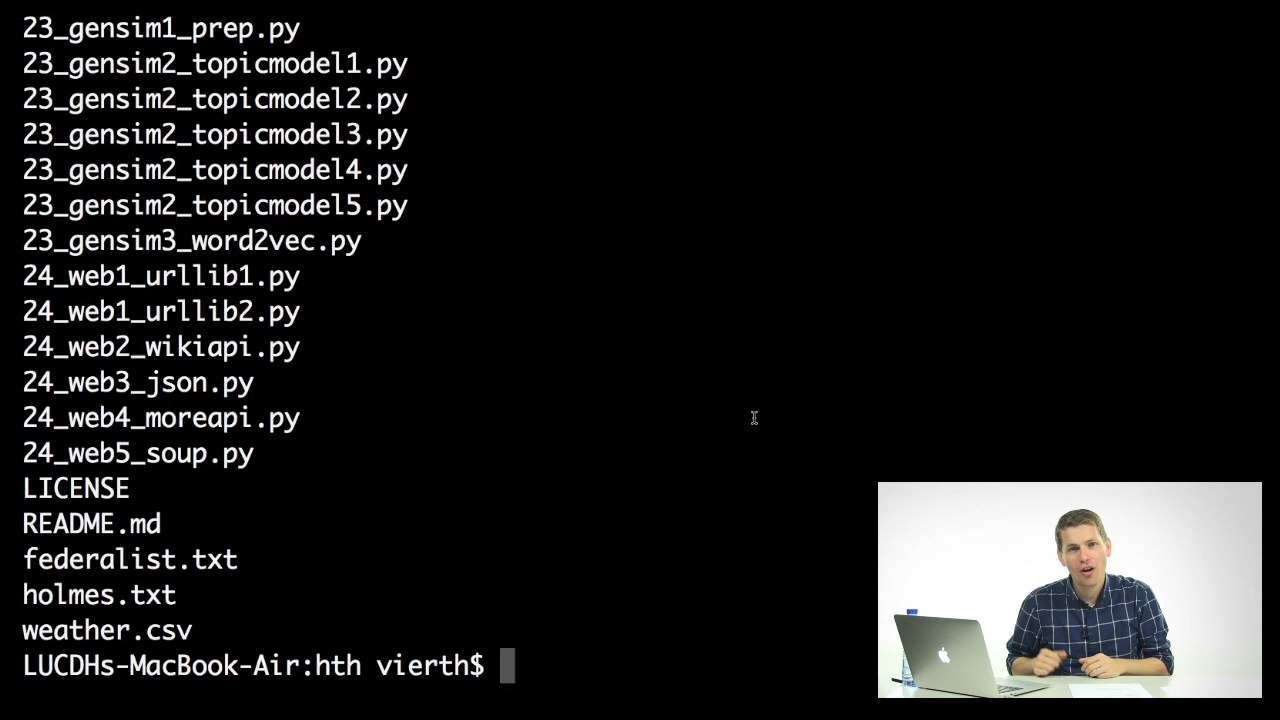 23_gensim1_prep.py
23_gensim2_topicmodel1.py
23_gensim2_topicmodel2.py
23_gensim2_topicmodel3.py
23_gensim2_topicmodel4.py
23_gensim2_topicmodel5.py
23_gensim3_word2vec.py
24_web1_urllib1.py
24_web1_urllib2.py
24_web2_wikiapi.py
24_web3_json.py
24_web4_moreapi.py
24_web5_soup.py
LICENSE
README.md
federalist.txt
holmes.txt
weather.csv
LUCDHs-MacBook-Air:hth vierth$